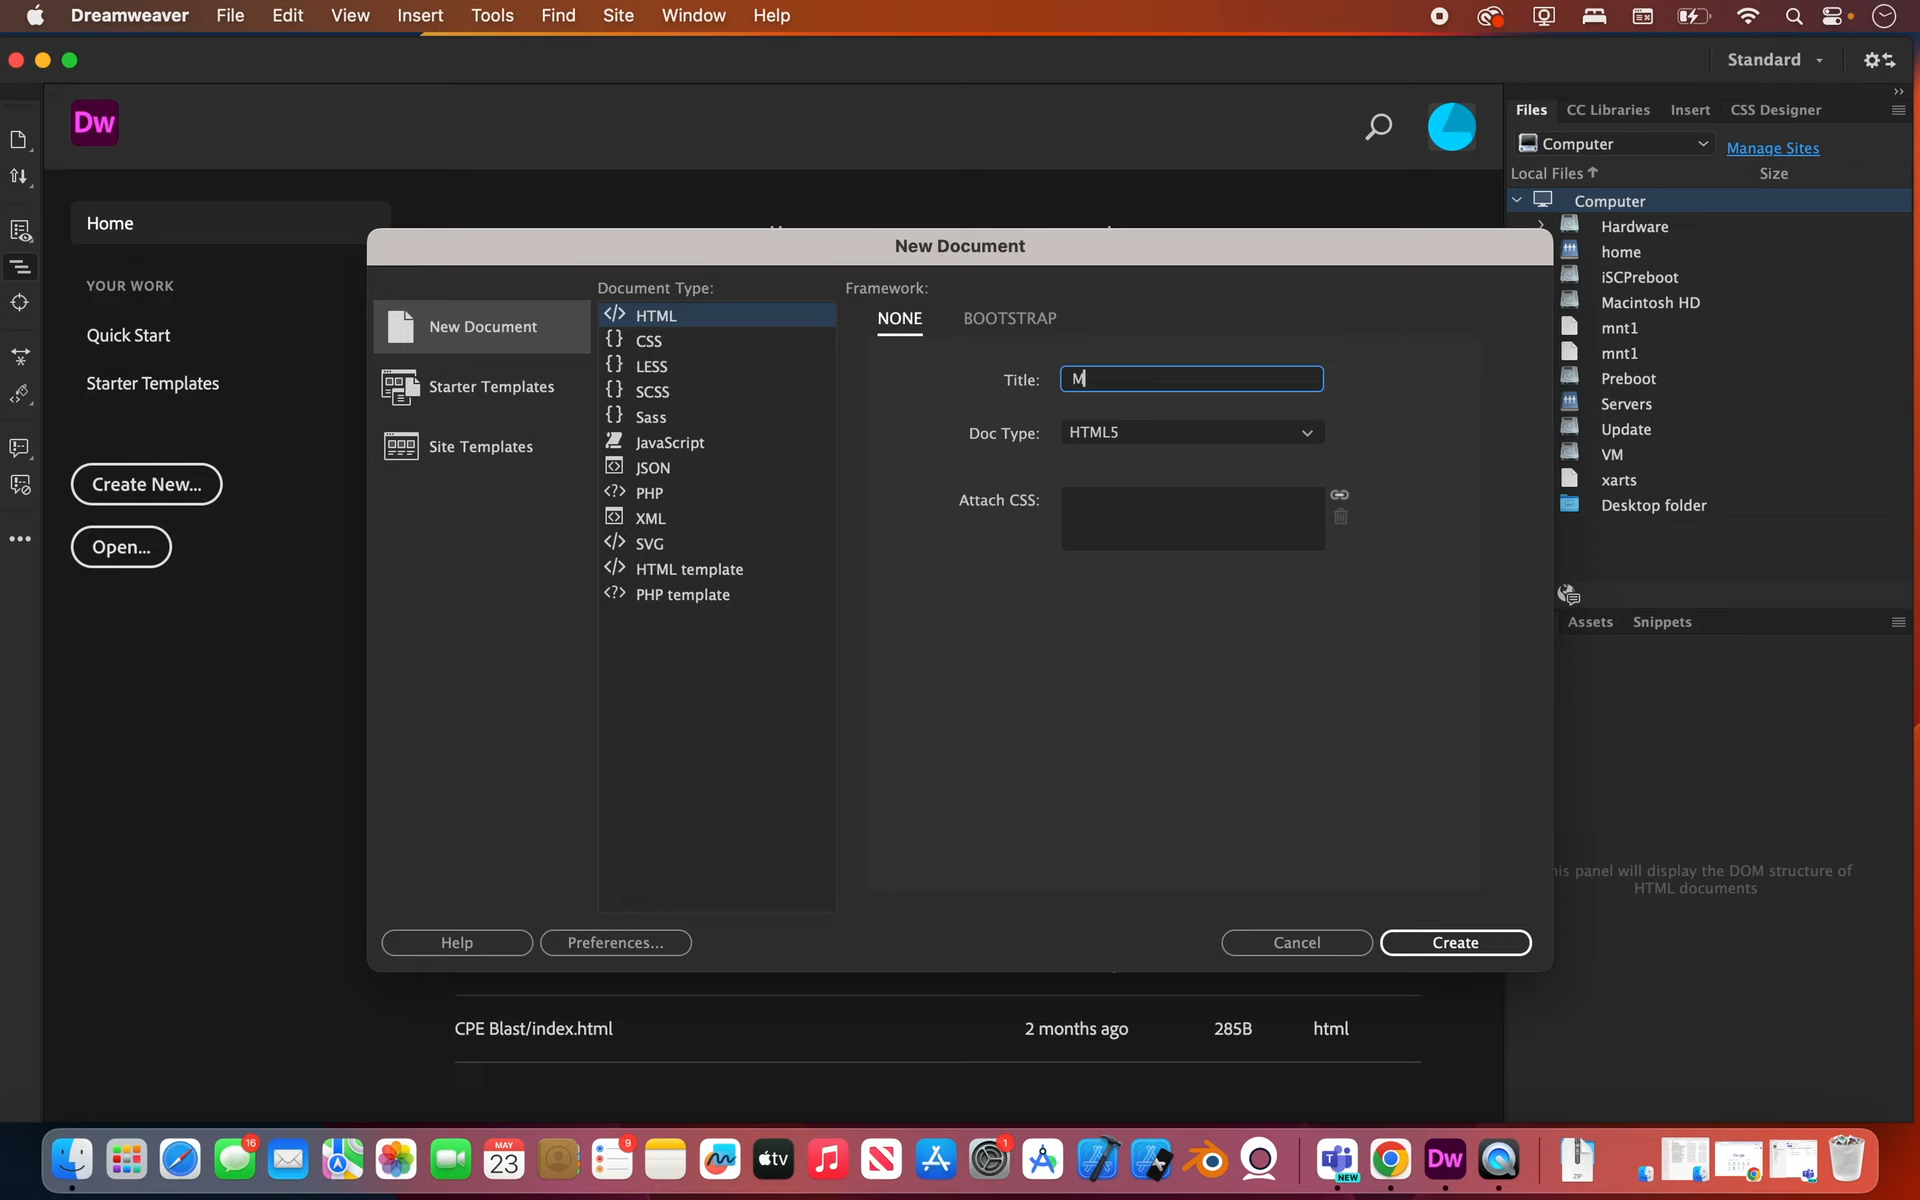 Dreamweaver File Edit View Insert Tools Find Site Window Help
Standard
Dw
Files CC Libraries Insert CSS Designer
Computer Manage Sites
Local Files Size
Computer
Hardware
home
iSCPreboot
Macintosh HD
mnt1
mnt1
Preboot
Servers
Update
VM
xarts
Desktop folder
Assets Snippets
his panel will display the DOM structure of
HTML documents
Home
YOUR WORK
Quick Start
Starter Templates
Create New...
Open...
New Document
New Document
Starter Templates
Site Templates
Document Type:
HTML
CSS
LESS
SCSS
Sass
JavaScript
JSON
PHP
XML
SVG
HTML template
PHP template
Framework:
NONE BOOTSTRAP
Title: M
Doc Type: HTML5
Attach CSS:
Help Preferences... Cancel Create
CPE Blast/index.html 2 months ago 285B html
16 MAY 23 9 tv 1 NEW Dw ZIP